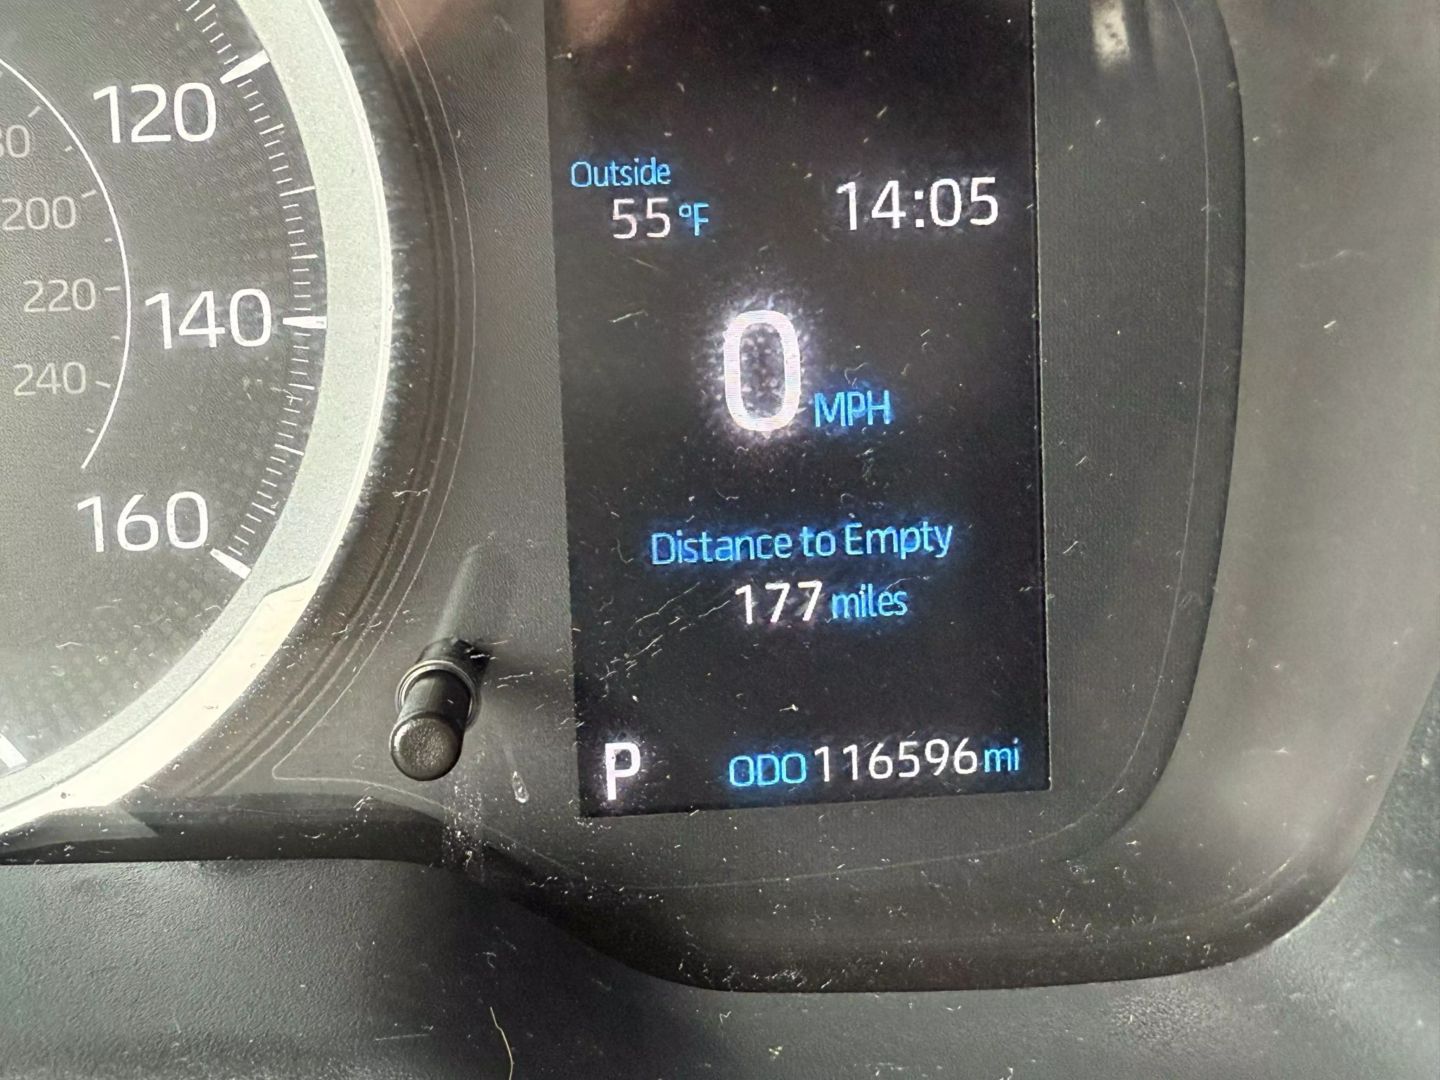 120
200
220
240
140
160
Outside
55 °F
14:05
0 MPH
Distance to Empty
177 miles
P
ODO 116596 mi